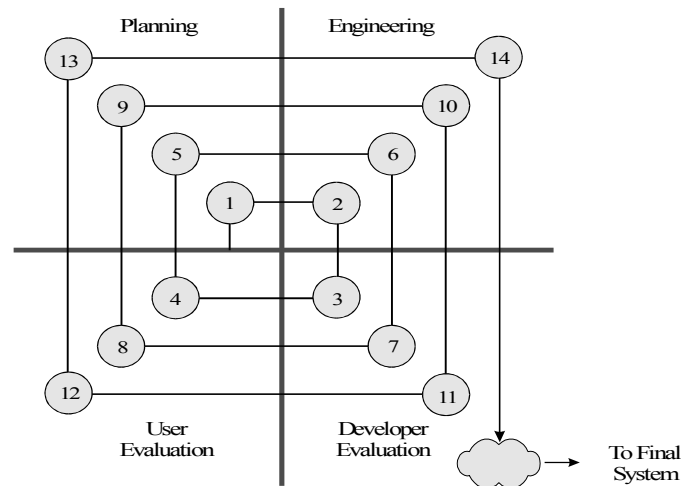 Planning
Engineering
13
14
9
10
5
6
1
2
4
3
8
7
12
11
User
Evaluation
Developer
Evaluation
To Final
System